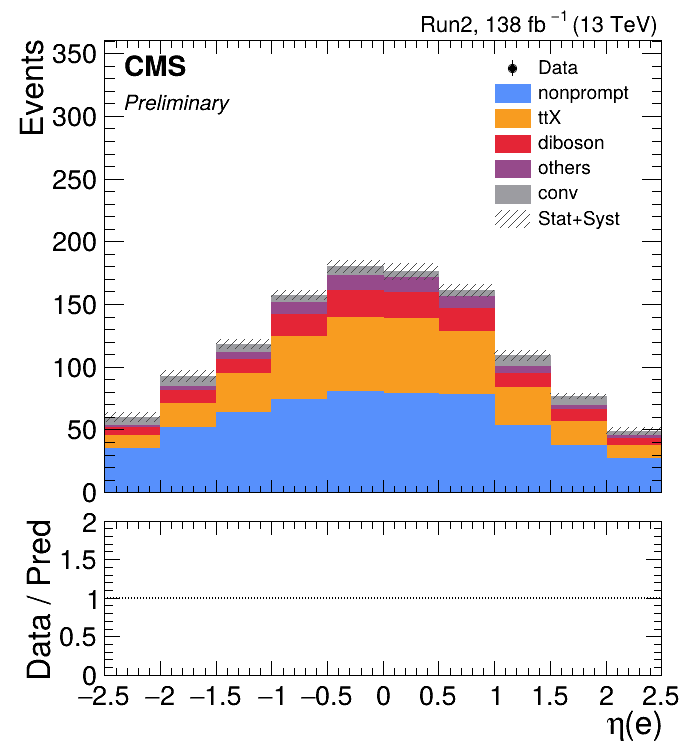 Run2, 138 fb⁻¹ (13 TeV)
CMS
Preliminary
Events
350
300
250
200
150
100
50
0
Data
nonprompt
ttX
diboson
others
conv
Stat+Syst
Data / Pred
2
1.5
1
0.5
0
−2.5 −2 −1.5 −1 −0.5 0 0.5 1 1.5 2 2.5
η(e)